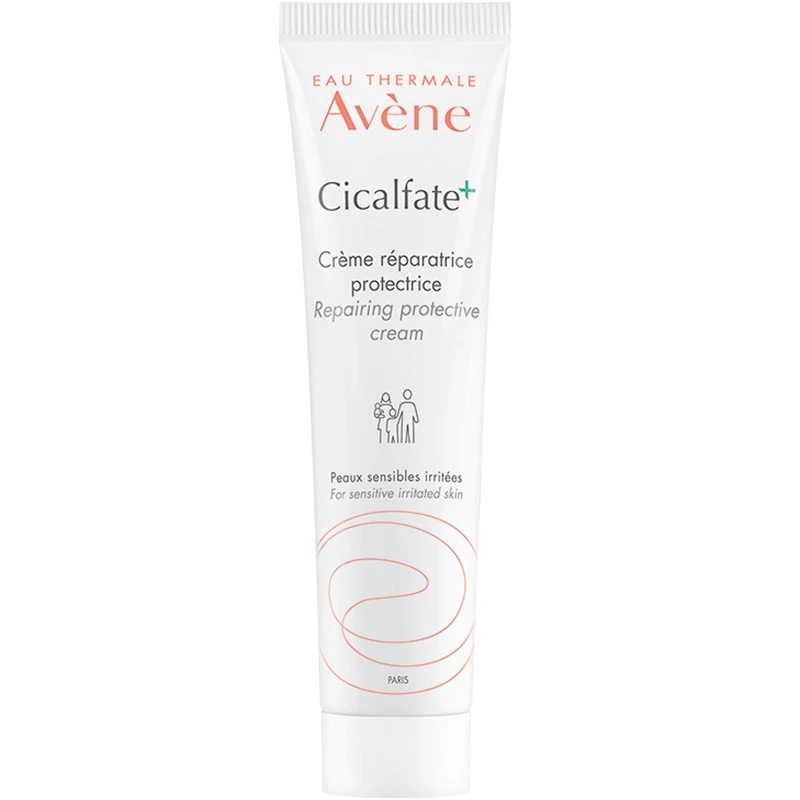 EAU THERMALE
Avène
Cicalfate+
Crème réparatrice
protectrice
Repairing protective
cream
Peaux sensibles irritées
For sensitive irritated skin
PARIS